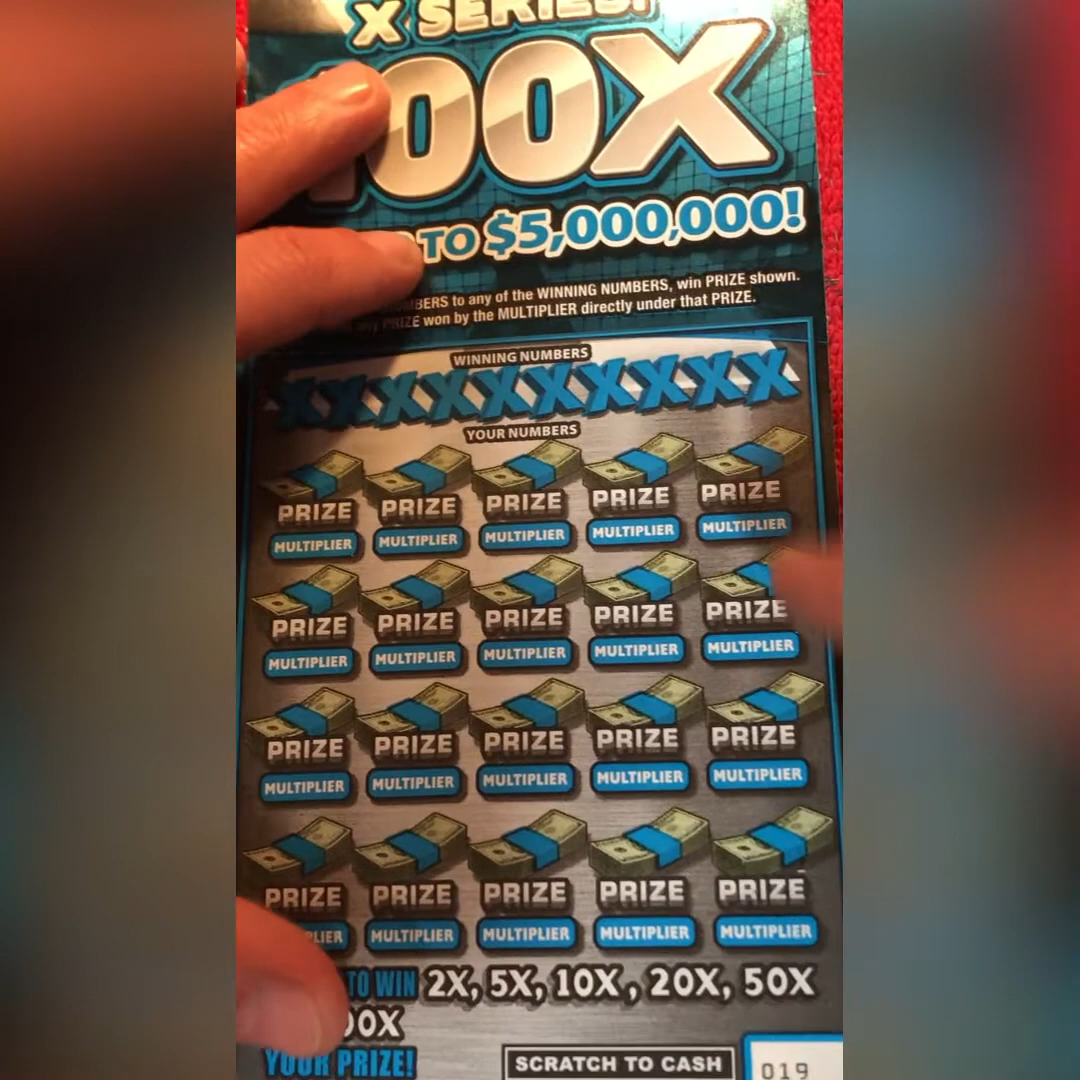 X SERIES!
00X
TO $5,000,000!
to any of the WINNING NUMBERS, win PRIZE shown.
any PRIZE won by the MULTIPLIER directly under that PRIZE.
WINNING NUMBERS
XXXXXXXXXX
YOUR NUMBERS
PRIZE PRIZE PRIZE PRIZE PRIZE
MULTIPLIER MULTIPLIER MULTIPLIER MULTIPLIER MULTIPLIER
PRIZE PRIZE PRIZE PRIZE PRIZE
MULTIPLIER MULTIPLIER MULTIPLIER MULTIPLIER MULTIPLIER
PRIZE PRIZE PRIZE PRIZE PRIZE
MULTIPLIER MULTIPLIER MULTIPLIER MULTIPLIER MULTIPLIER
PRIZE PRIZE PRIZE PRIZE PRIZE
MULTIPLIER MULTIPLIER MULTIPLIER MULTIPLIER
TO WIN 2X, 5X, 10X, 20X, 50X
00X
YOUR PRIZE!
SCRATCH TO CASH
019